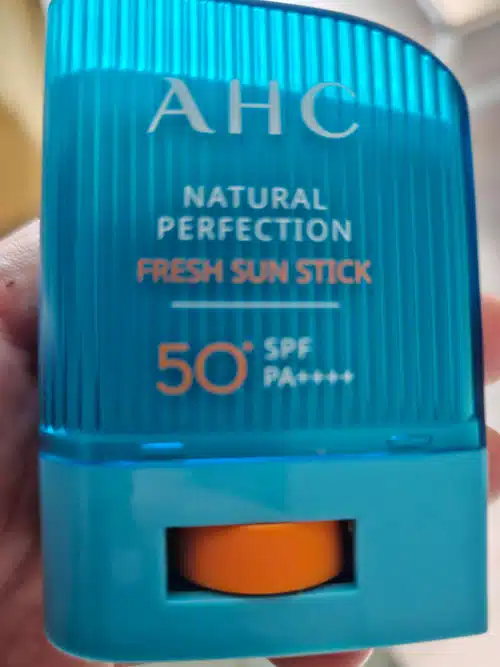 AHC
NATURAL
PERFECTION
FRESH SUN STICK
50+ SPF
PA++++